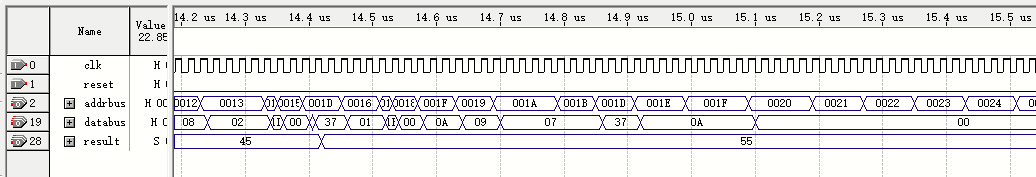 Name Value 22.85 14.2 us 14.3 us 14.4 us 14.5 us 14.6 us 14.7 us 14.8 us 14.9 us 15.0 us 15.1 us 15.2 us 15.3 us 15.4 us 15.5 us
0 clk H
1 reset H
2 addrbus H 00 0012 0013 0015 001D 0016 0018 001F 0019 001A 001B 001D 001E 001F 0020 0021 0022 0023 0024
19 databus H 08 02 00 37 01 00 0A 09 07 37 0A 00
28 result S 45 55